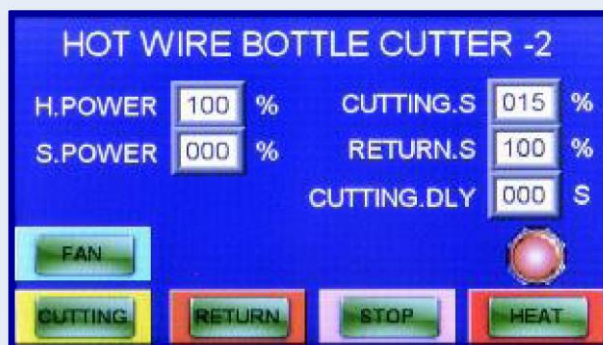 HOT WIRE BOTTLE CUTTER -2
H.POWER 100 % CUTTING.S 015 %
S.POWER 000 % RETURN.S 100 %
CUTTING.DLY 000 S
FAN
CUTTING RETURN STOP HEAT